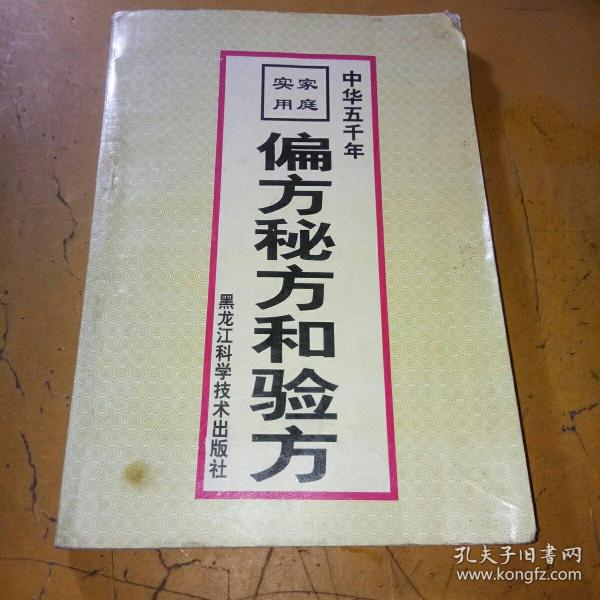 中华五千年
家庭
实用
偏方秘方和验方
黑龙江科学技术出版社
孔夫子旧书网
www.kongfz.com